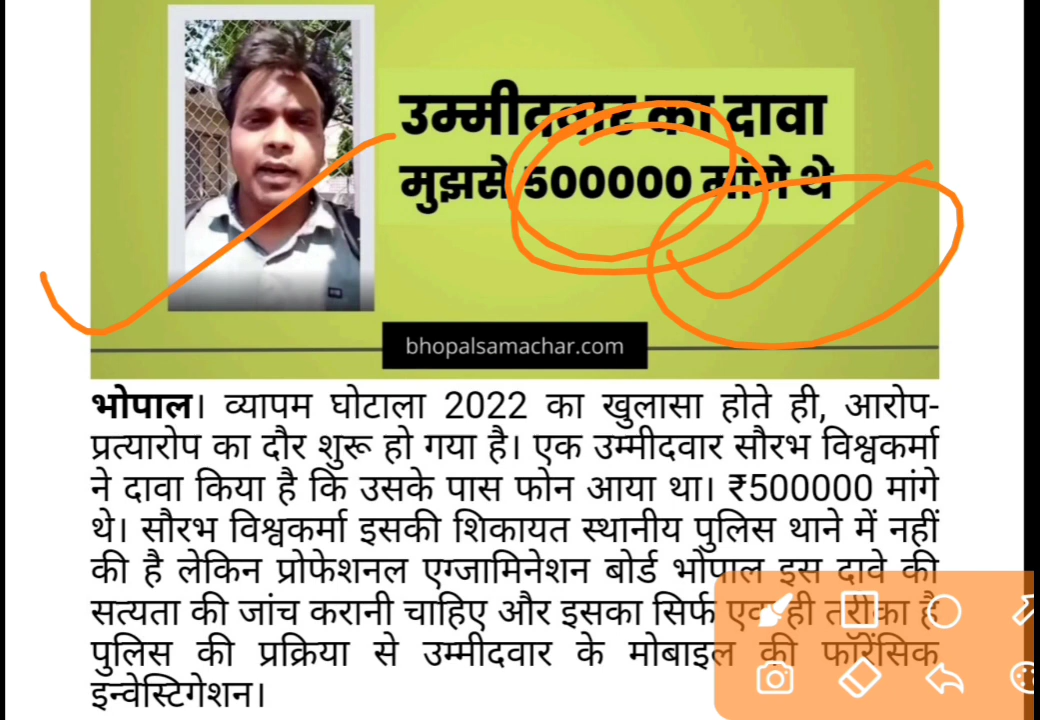 उम्मीदवार का दावा
मुझसे 500000 मांगे थे
bhopalsamachar.com
भोपाल। व्यापम घोटाला 2022 का खुलासा होते ही, आरोप-
प्रत्यारोप का दौर शुरू हो गया है। एक उम्मीदवार सौरभ विश्वकर्मा
ने दावा किया है कि उसके पास फोन आया था। ₹500000 मांगे
थे। सौरभ विश्वकर्मा इसकी शिकायत स्थानीय पुलिस थाने में नहीं
की है लेकिन प्रोफेशनल एग्जामिनेशन बोर्ड भोपाल इस दावे की
सत्यता की जांच करानी चाहिए और इसका सिर्फ एक ही तरीका है
पुलिस की प्रक्रिया से उम्मीदवार के मोबाइल की फॉरेंसिक
इन्वेस्टिगेशन।